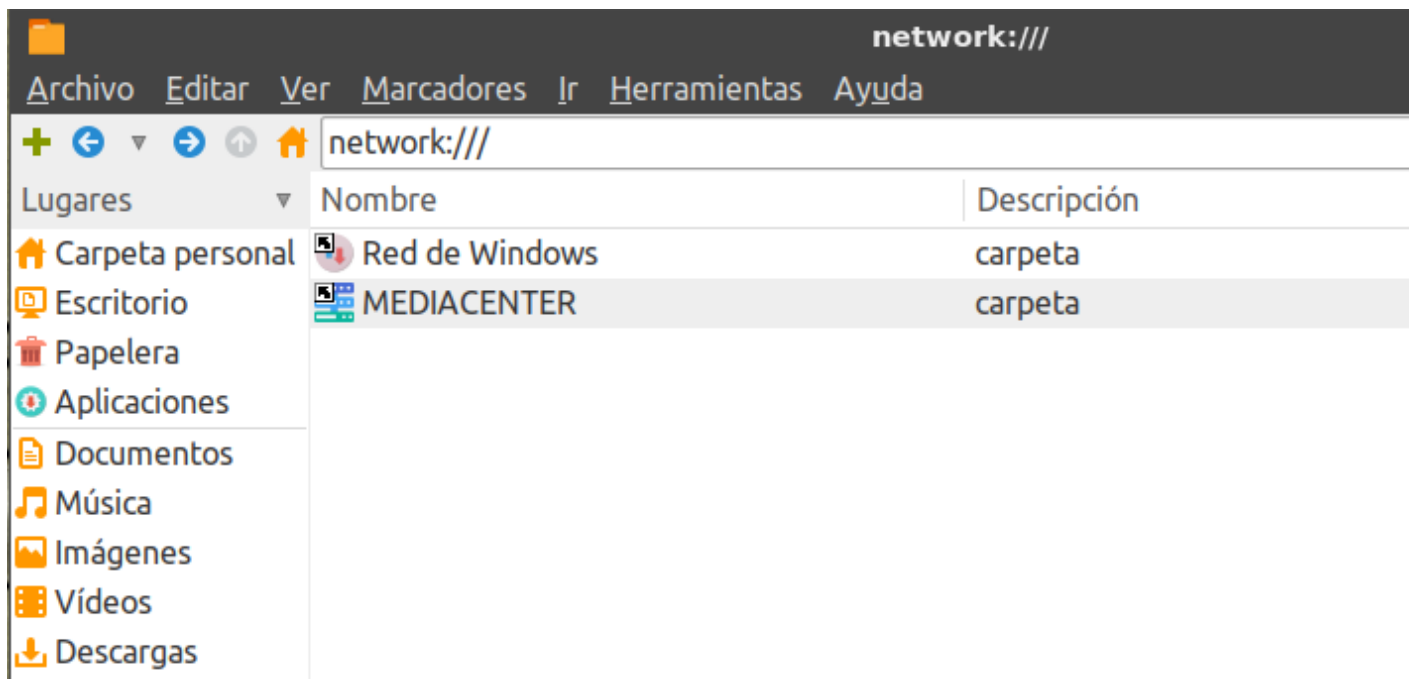 network:///
Archivo Editar Ver Marcadores Ir Herramientas Ayuda
network:///
Lugares Nombre Descripción
Carpeta personal Red de Windows carpeta
Escritorio MEDIACENTER carpeta
Papelera
Aplicaciones
Documentos
Música
Imágenes
Vídeos
Descargas